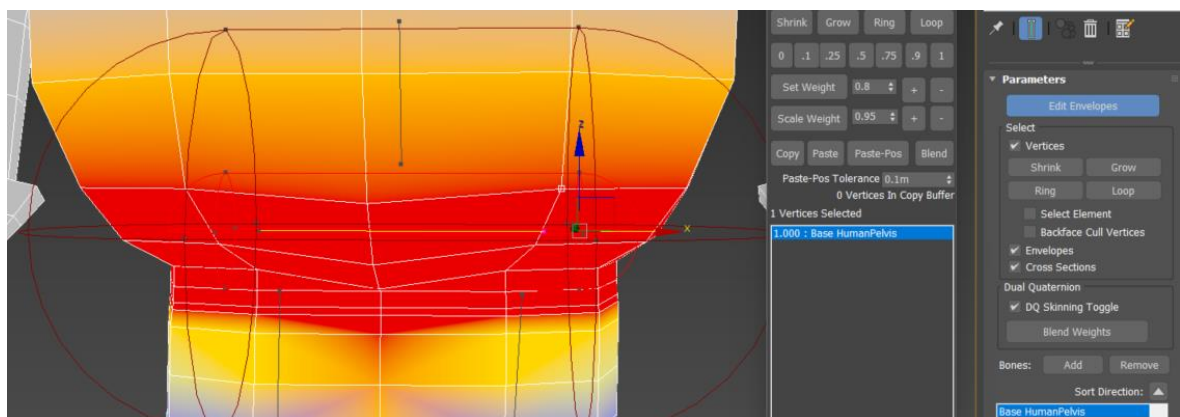 Shrink Grow Ring Loop
0 .1 .25 .5 .75 .9 1
Set Weight 0.8 + -
Scale Weight 0.95 + -
Copy Paste Paste-Pos Blend
Paste-Pos Tolerance 0.1m
0 Vertices In Copy Buffer
1 Vertices Selected
1.000 : Base HumanPelvis
z
x
Parameters
Edit Envelopes
Select
Vertices
Shrink Grow
Ring Loop
Select Element
Backface Cull Vertices
Envelopes
Cross Sections
Dual Quaternion
DQ Skinning Toggle
Blend Weights
Bones: Add Remove
Sort Direction:
Base HumanPelvis